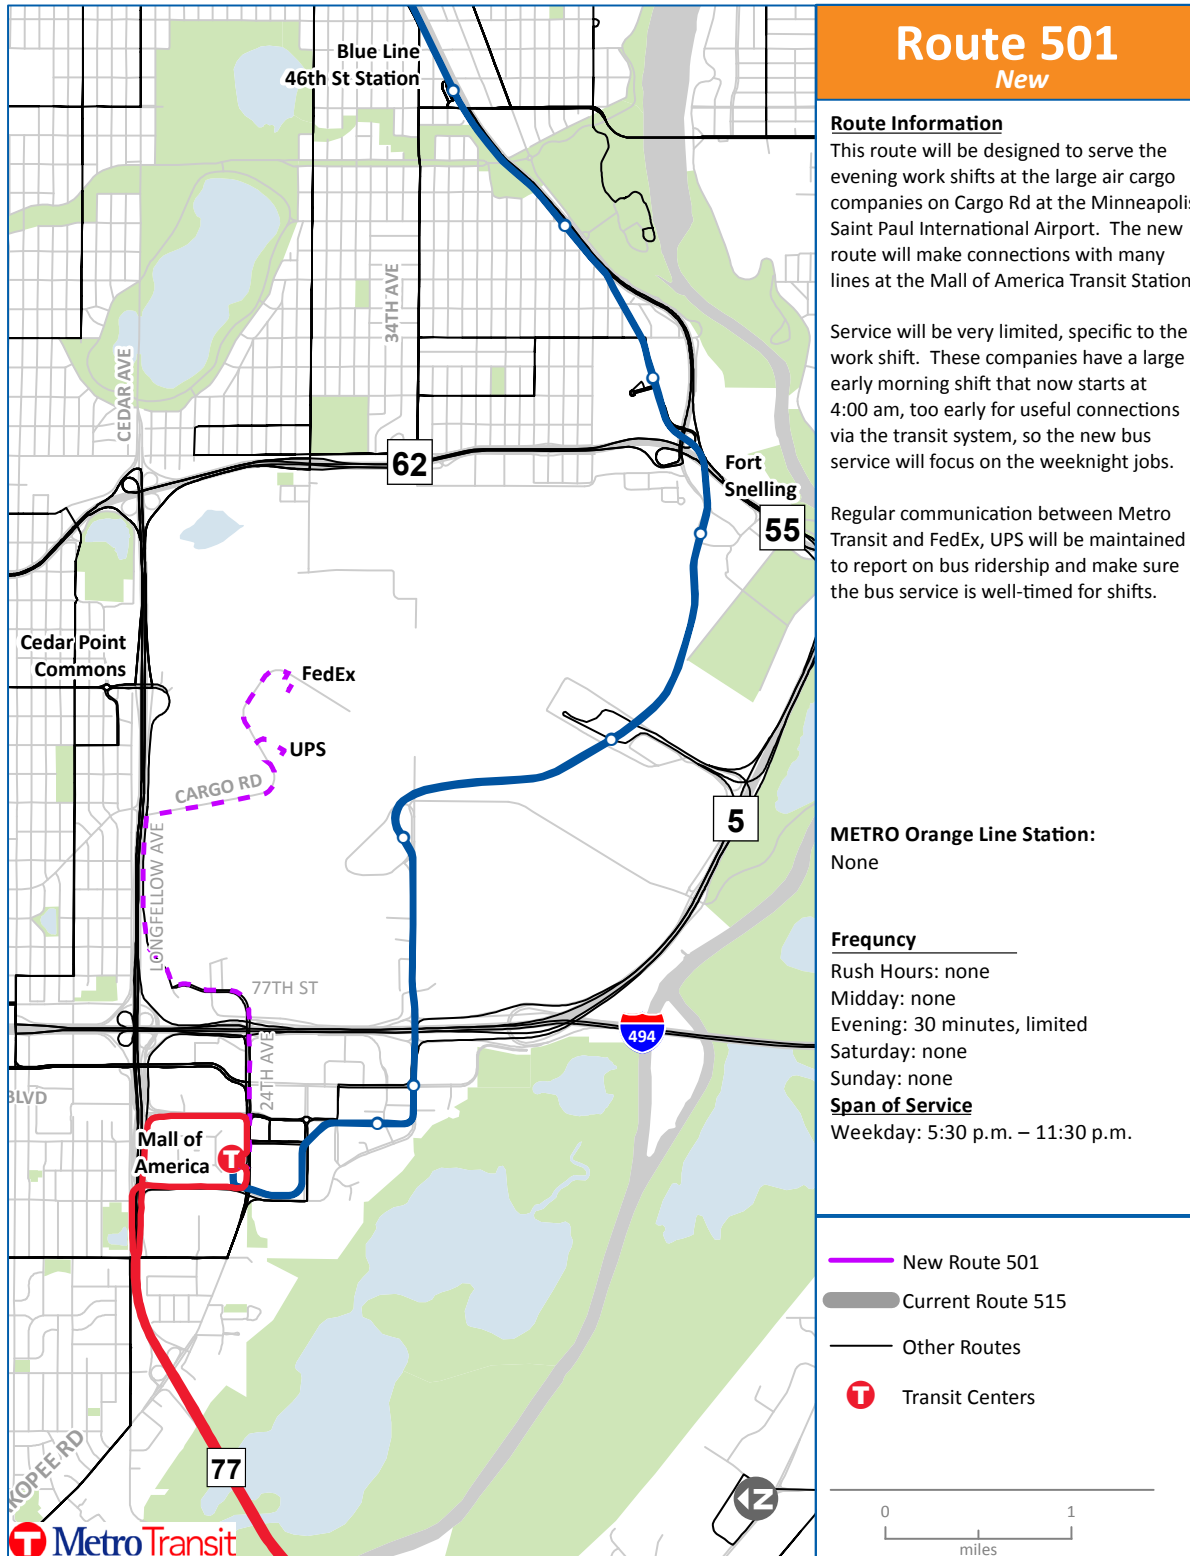 Blue Line
46th St Station
CEDAR AVE
34TH AVE
62
Fort
Snelling
55
Cedar Point
Commons
FedEx
UPS
CARGO RD
LONGFELLOW AVE
5
77TH ST
494
24TH AVE
BLVD
Mall of
America
T
77
KOPEE RD
N
T MetroTransit
Route 501
New
Route Information
This route will be designed to serve the
evening work shifts at the large air cargo
companies on Cargo Rd at the Minneapolis
Saint Paul International Airport. The new
route will make connections with many
lines at the Mall of America Transit Station
Service will be very limited, specific to the
work shift. These companies have a large
early morning shift that now starts at
4:00 am, too early for useful connections
via the transit system, so the new bus
service will focus on the weeknight jobs.
Regular communication between Metro
Transit and FedEx, UPS will be maintained
to report on bus ridership and make sure
the bus service is well-timed for shifts.
METRO Orange Line Station:
None
Frequncy
Rush Hours: none
Midday: none
Evening: 30 minutes, limited
Saturday: none
Sunday: none
Span of Service
Weekday: 5:30 p.m. – 11:30 p.m.
New Route 501
Current Route 515
Other Routes
T Transit Centers
0 1
miles